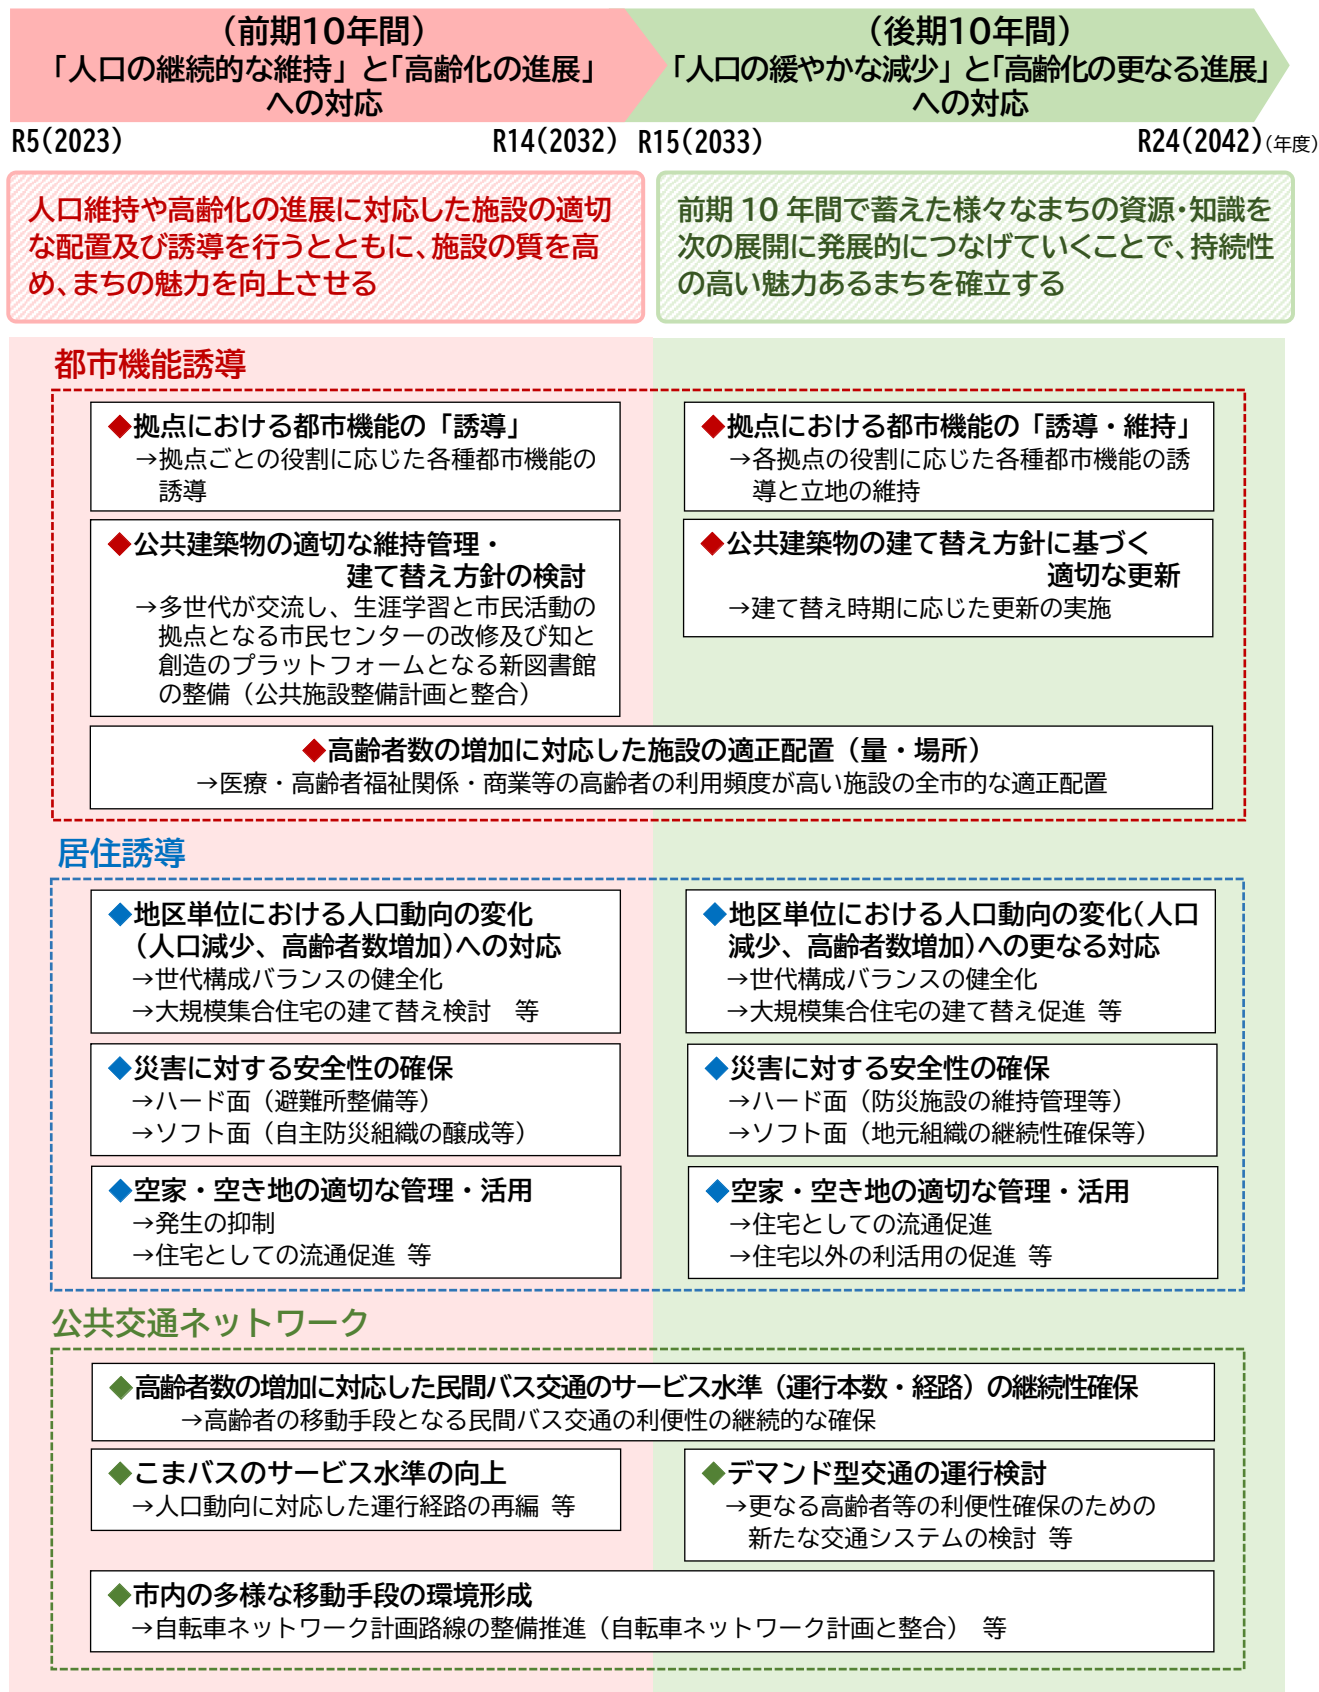 （前期10年間）
「人口の継続的な維持」と「高齢化の進展」
への対応
（後期10年間）
「人口の緩やかな減少」と「高齢化の更なる進展」
への対応
R5(2023)
R14(2032)
R15(2033)
R24(2042)(年度)
人口維持や高齢化の進展に対応した施設の適切
な配置及び誘導を行うとともに、施設の質を高
め、まちの魅力を向上させる
前期 10 年間で蓄えた様々なまちの資源・知識を
次の展開に発展的につなげていくことで、持続性
の高い魅力あるまちを確立する
都市機能誘導
◆拠点における都市機能の「誘導」
→拠点ごとの役割に応じた各種都市機能の
誘導
◆拠点における都市機能の「誘導・維持」
→各拠点の役割に応じた各種都市機能の誘
導と立地の維持
◆公共建築物の適切な維持管理・
建て替え方針の検討
→多世代が交流し、生涯学習と市民活動の
拠点となる市民センターの改修及び知と
創造のプラットフォームとなる新図書館
の整備（公共施設整備計画と整合）
◆公共建築物の建て替え方針に基づく
適切な更新
→建て替え時期に応じた更新の実施
◆高齢者数の増加に対応した施設の適正配置（量・場所）
→医療・高齢者福祉関係・商業等の高齢者の利用頻度が高い施設の全市的な適正配置
居住誘導
◆地区単位における人口動向の変化
（人口減少、高齢者数増加）への対応
→世代構成バランスの健全化
→大規模集合住宅の建て替え検討　等
◆地区単位における人口動向の変化（人口
減少、高齢者数増加）への更なる対応
→世代構成バランスの健全化
→大規模集合住宅の建て替え促進 等
◆災害に対する安全性の確保
→ハード面（避難所整備等）
→ソフト面（自主防災組織の醸成等）
◆災害に対する安全性の確保
→ハード面（防災施設の維持管理等）
→ソフト面（地元組織の継続性確保等）
◆空家・空き地の適切な管理・活用
→発生の抑制
→住宅としての流通促進 等
◆空家・空き地の適切な管理・活用
→住宅としての流通促進
→住宅以外の利活用の促進 等
公共交通ネットワーク
◆高齢者数の増加に対応した民間バス交通のサービス水準（運行本数・経路）の継続性確保
→高齢者の移動手段となる民間バス交通の利便性の継続的な確保
◆こまバスのサービス水準の向上
→人口動向に対応した運行経路の再編 等
◆デマンド型交通の運行検討
→更なる高齢者等の利便性確保のための
新たな交通システムの検討 等
◆市内の多様な移動手段の環境形成
→自転車ネットワーク計画路線の整備推進（自転車ネットワーク計画と整合） 等